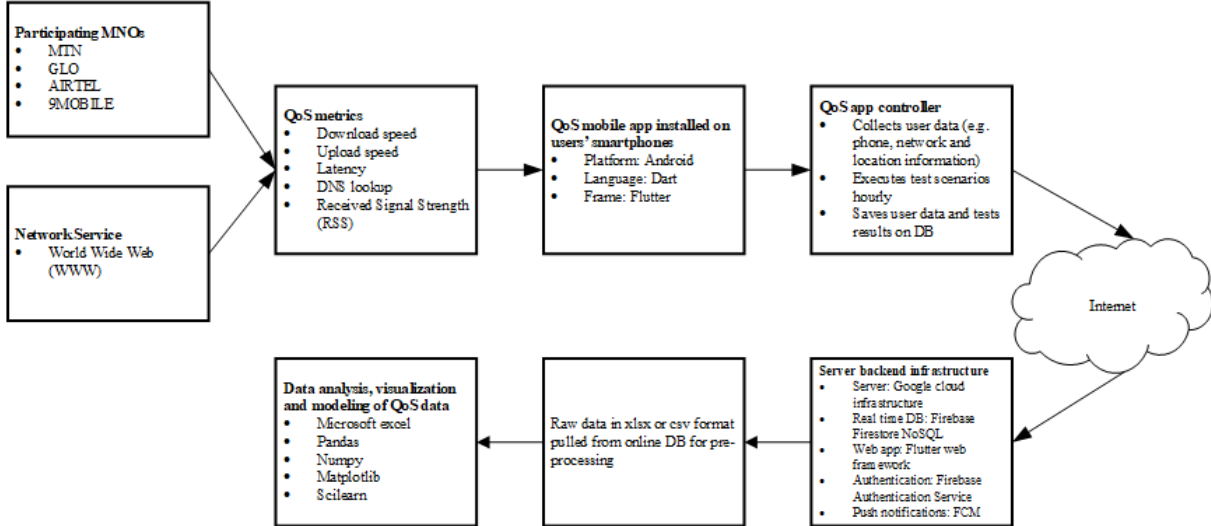 Participating MNOs
• MTN
• GLO
• AIRTEL
• 9MOBILE
Network Service
• World Wide Web
(WWW)
QoS metrics
• Download speed
• Upload speed
• Latency
• DNS lookup
• Received Signal Strength
(RSS)
QoS mobile app installed on
users' smartphones
• Platform: Android
• Language: Dart
• Frame: Flutter
QoS app controller
• Collects user data (e.g.
phone, network and
location information)
• Executes test scenarios
hourly
• Saves user data and tests
results on DB
Internet
Server backend infrastructure
• Server: Google cloud
infrastructure
• Real time DB: Firebase
Firestore NoSQL
• Web app: Flutter web
framework
• Authentication: Firebase
Authentication Service
• Push notifications: FCM
Raw data in xlsx or csv format
pulled from online DB for pre-
processing
Data analysis, visualization
and modeling of QoS data
• Microsoft excel
• Pandas
• Numpy
• Matplotlib
• Scilearn